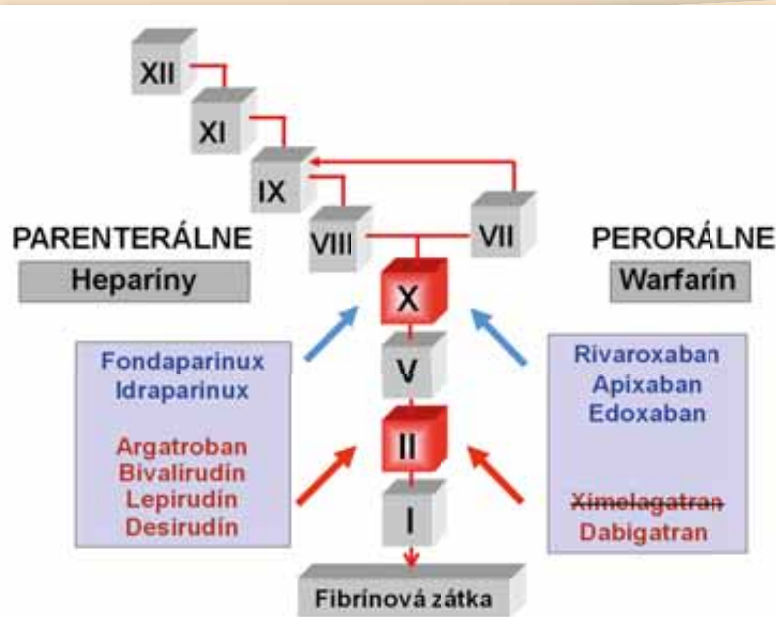 XII
XI
IX
VIII
VII
PARENTERÁLNE
Heparíny
PERORÁLNE
Warfarín
X
Fondaparinux
Idraparinux
Argatroban
Bivalirudín
Lepirudín
Desirudín
V
II
I
Rivaroxaban
Apixaban
Edoxaban
Ximelagatran
Dabigatran
Fibrínová zátka